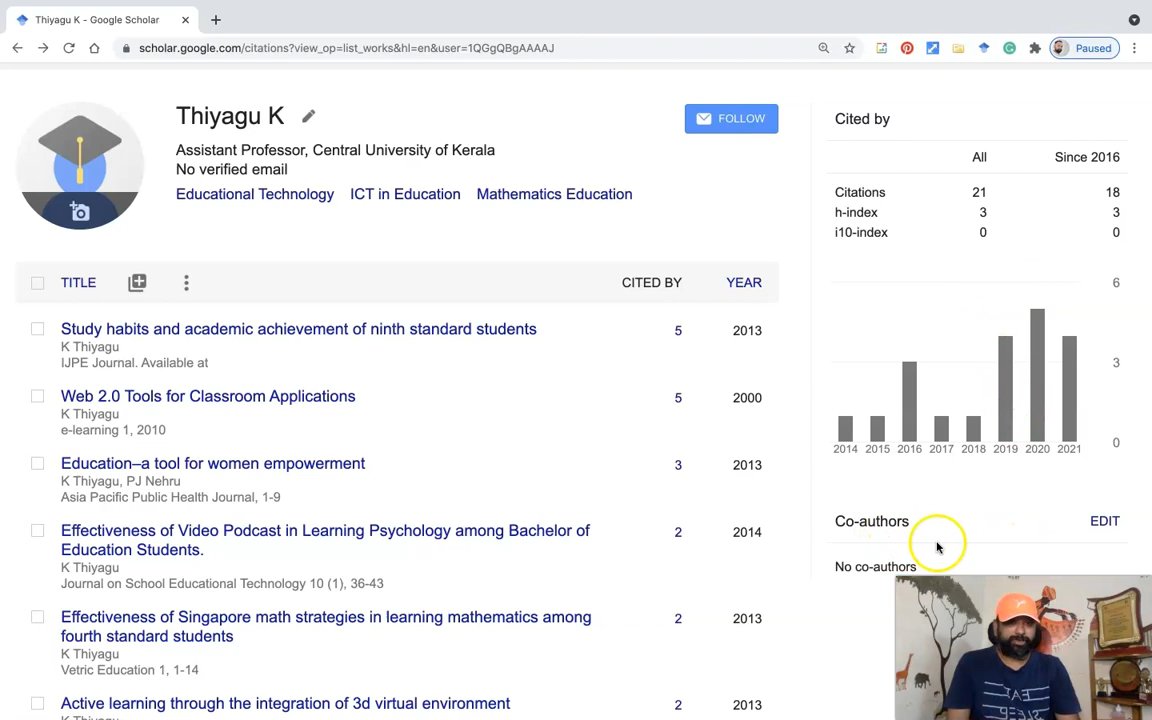 Thiyagu K - Google Scholar
scholar.google.com/citations?view_op=list_works&hl=en&user=1QGgQBgAAAAJ
Paused
Thiyagu K
FOLLOW
Assistant Professor, Central University of Kerala
No verified email
Educational Technology ICT in Education Mathematics Education
TITLE CITED BY YEAR
Study habits and academic achievement of ninth standard students 5 2013
K Thiyagu
IJPE Journal. Available at
Web 2.0 Tools for Classroom Applications 5 2000
K Thiyagu
e-learning 1, 2010
Education–a tool for women empowerment 3 2013
K Thiyagu, PJ Nehru
Asia Pacific Public Health Journal, 1-9
Effectiveness of Video Podcast in Learning Psychology among Bachelor of 2 2014
Education Students.
K Thiyagu
Journal on School Educational Technology 10 (1), 36-43
Effectiveness of Singapore math strategies in learning mathematics among 2 2013
fourth standard students
K Thiyagu
Vetric Education 1, 1-14
Active learning through the integration of 3d virtual environment 2 2013
K Thiyagu
Cited by
All Since 2016
Citations 21 18
h-index 3 3
i10-index 0 0
6
3
0
2014 2015 2016 2017 2018 2019 2020 2021
Co-authors EDIT
No co-authors